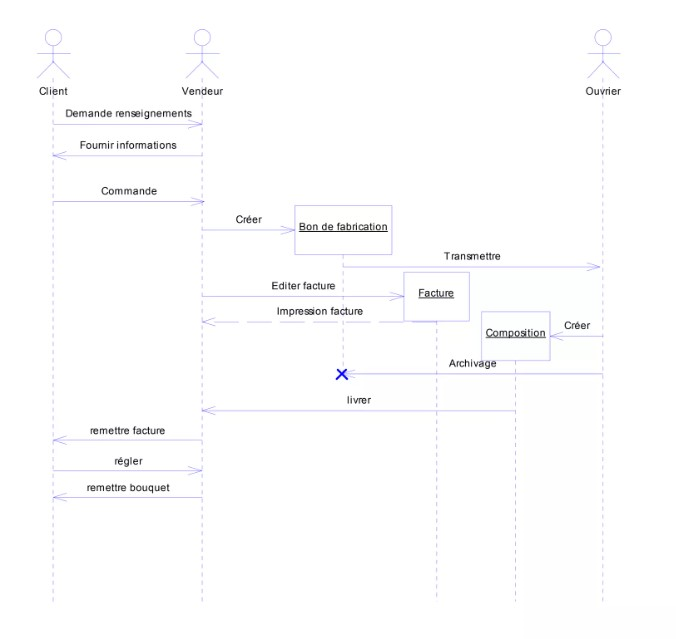 Client
Vendeur
Ouvrier
Demande renseignements
Fournir informations
Commande
Créer
Bon de fabrication
Transmettre
Editer facture
Facture
Impression facture
Créer
Composition
Archivage
livrer
remettre facture
régler
remettre bouquet